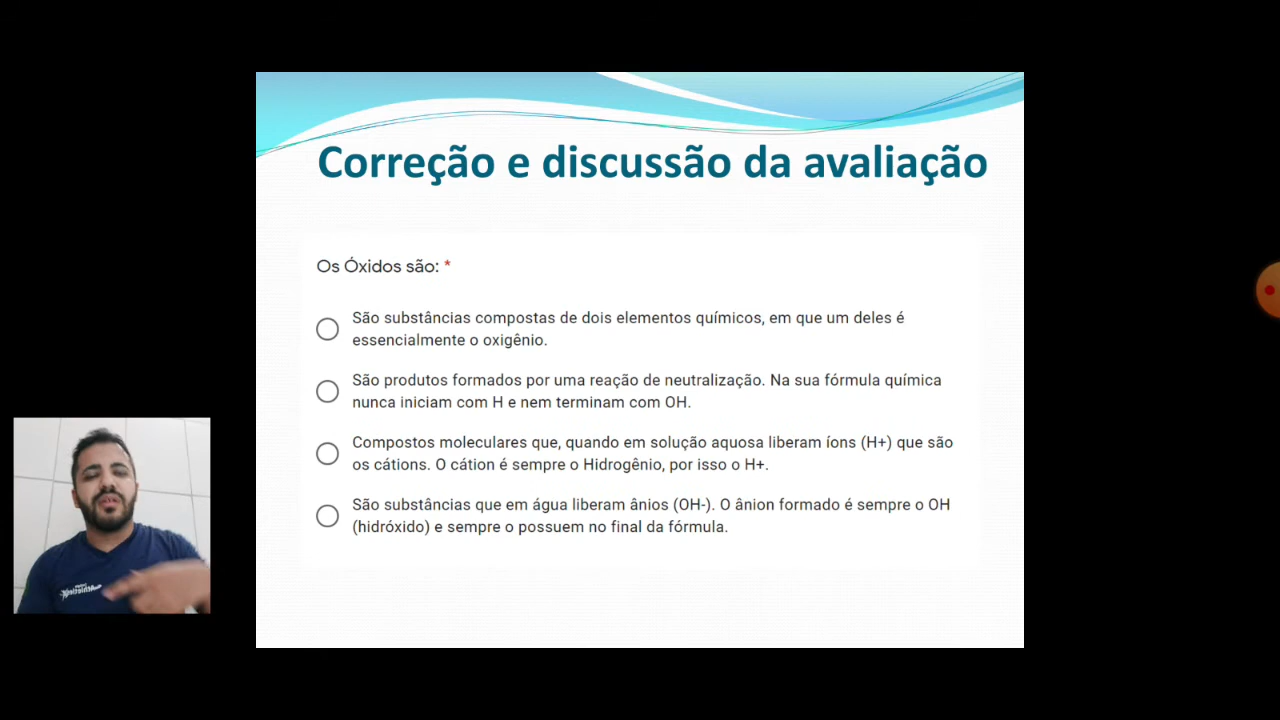 Correção e discussão da avaliação
Os Óxidos são: *
São substâncias compostas de dois elementos químicos, em que um deles é
essencialmente o oxigênio.
São produtos formados por uma reação de neutralização. Na sua fórmula química
nunca iniciam com H e nem terminam com OH.
Compostos moleculares que, quando em solução aquosa liberam íons (H+) que são
os cátions. O cátion é sempre o Hidrogênio, por isso o H+.
São substâncias que em água liberam ânios (OH-). O ânion formado é sempre o OH
(hidróxido) e sempre o possuem no final da fórmula.